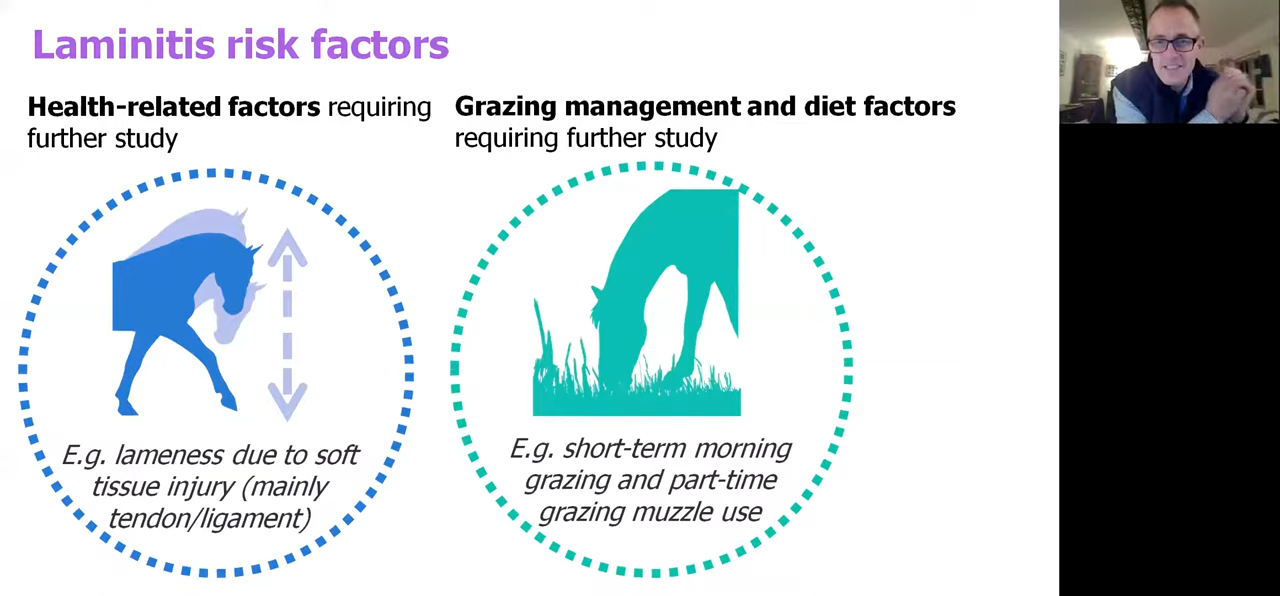 Laminitis risk factors
Health-related factors requiring
further study
Grazing management and diet factors
requiring further study
E.g. lameness due to soft
tissue injury (mainly
tendon/ligament)
E.g. short-term morning
grazing and part-time
grazing muzzle use